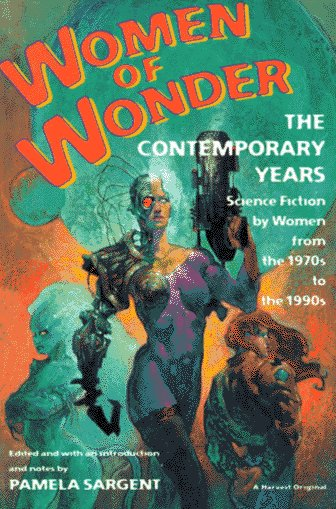 WOMEN
OF
WONDER
THE
CONTEMPORARY
YEARS
Science Fiction
by Women
from
the 1970s
to
the 1990s
Edited and with an introduction
and notes by
PAMELA SARGENT
A Harvest Original